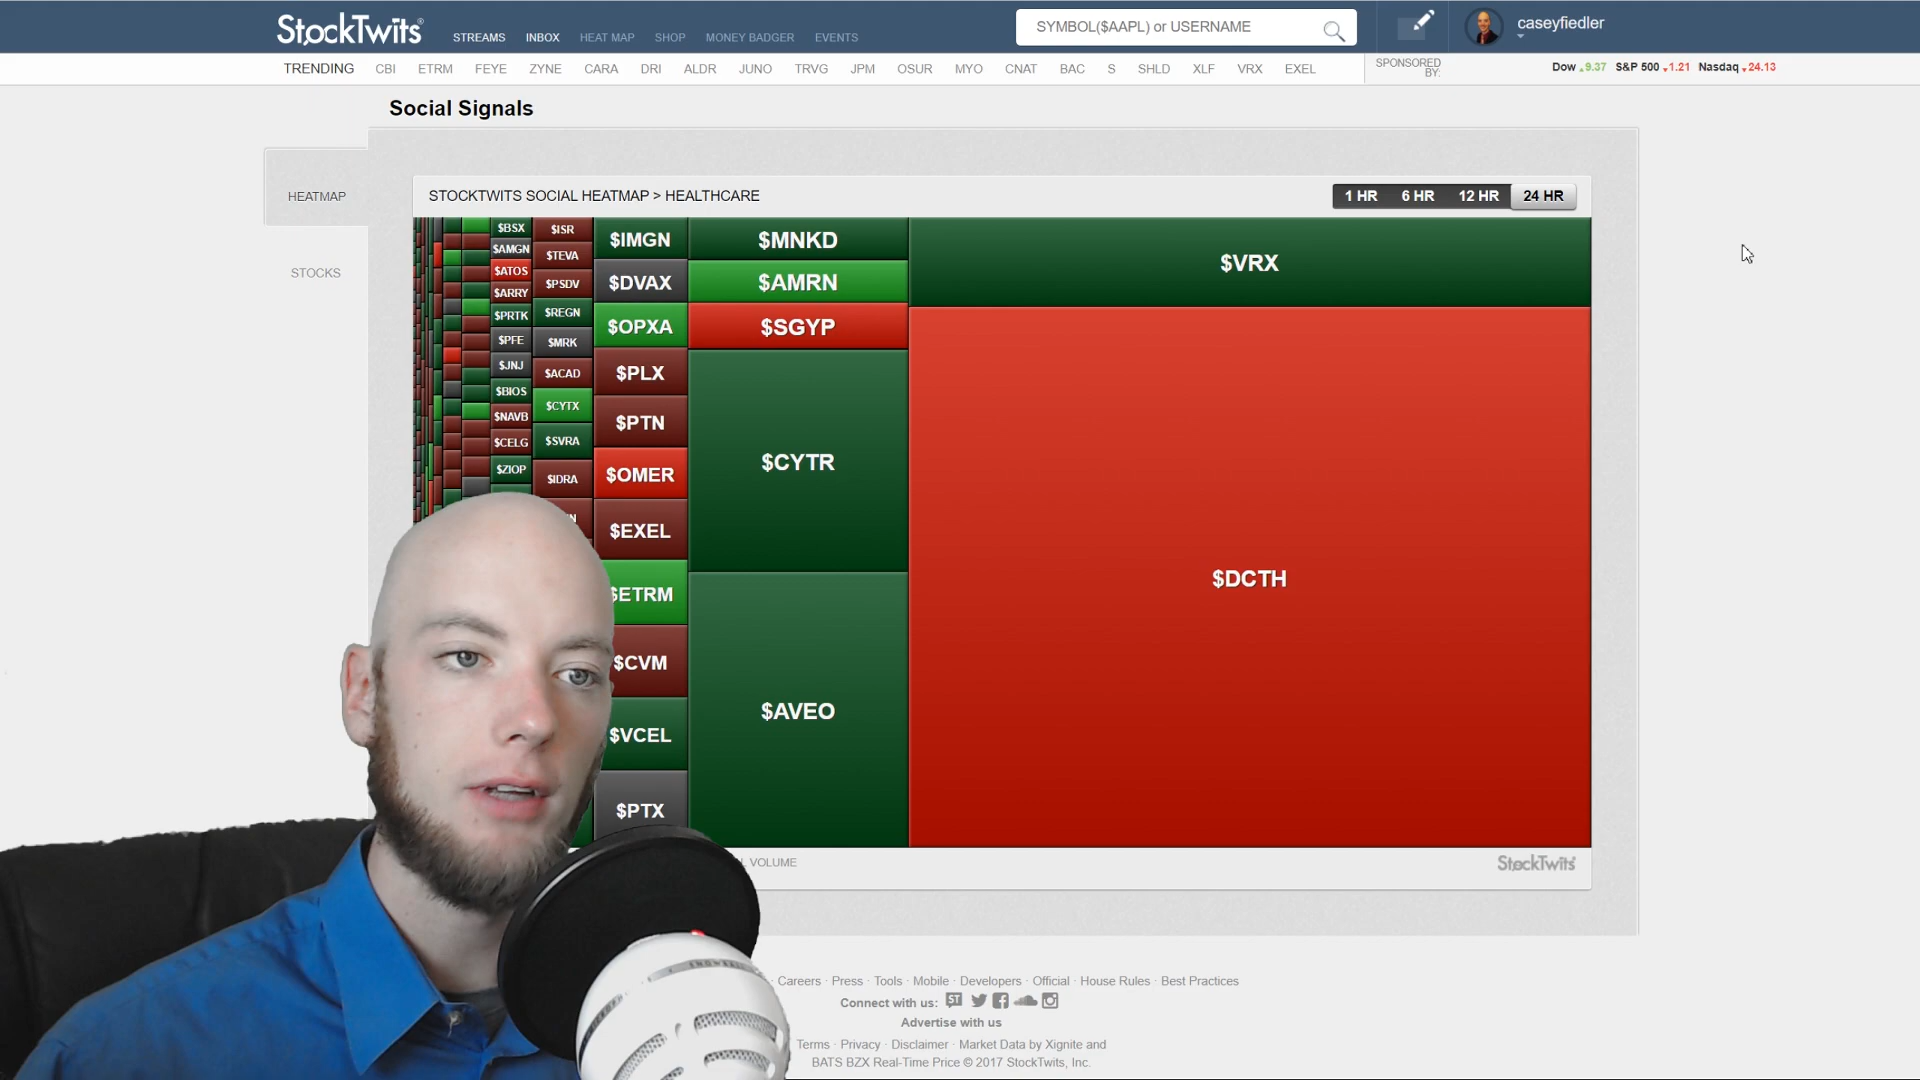 StockTwits
STREAMS INBOX HEAT MAP SHOP MONEY BADGER EVENTS
SYMBOL($AAPL) or USERNAME
caseyfiedler
TRENDING CBI ETRM FEYE ZYNE CARA DRI ALDR JUNO TRVG JPM OSUR MYO CNAT BAC S SHLD XLF VRX EXEL
SPONSORED BY:
Dow 9.37 S&P 500 1.21 Nasdaq 24.13
Social Signals
HEATMAP
STOCKS
STOCKTWITS SOCIAL HEATMAP > HEALTHCARE
1 HR 6 HR 12 HR 24 HR
$BSX
$AMGN
$ATOS
$ARRY
$PRTK
$PFE
$JNJ
$BIOS
$NAVB
$CELG
$ZIOP
$ISR
$TEVA
$PSDV
$REGN
$MRK
$ACAD
$CYTX
$SVRA
$IDRA
$IMGN
$DVAX
$OPXA
$PLX
$PTN
$OMER
$EXEL
$ETRM
$CVM
$VCEL
$PTX
$MNKD
$AMRN
$SGYP
$CYTR
$AVEO
$VRX
$DCTH
VOLUME
StockTwits
Careers · Press · Tools · Mobile · Developers · Official · House Rules · Best Practices
Connect with us: ST
Advertise with us
Terms · Privacy · Disclaimer · Market Data by Xignite and
BATS BZX Real-Time Price © 2017 StockTwits, Inc.